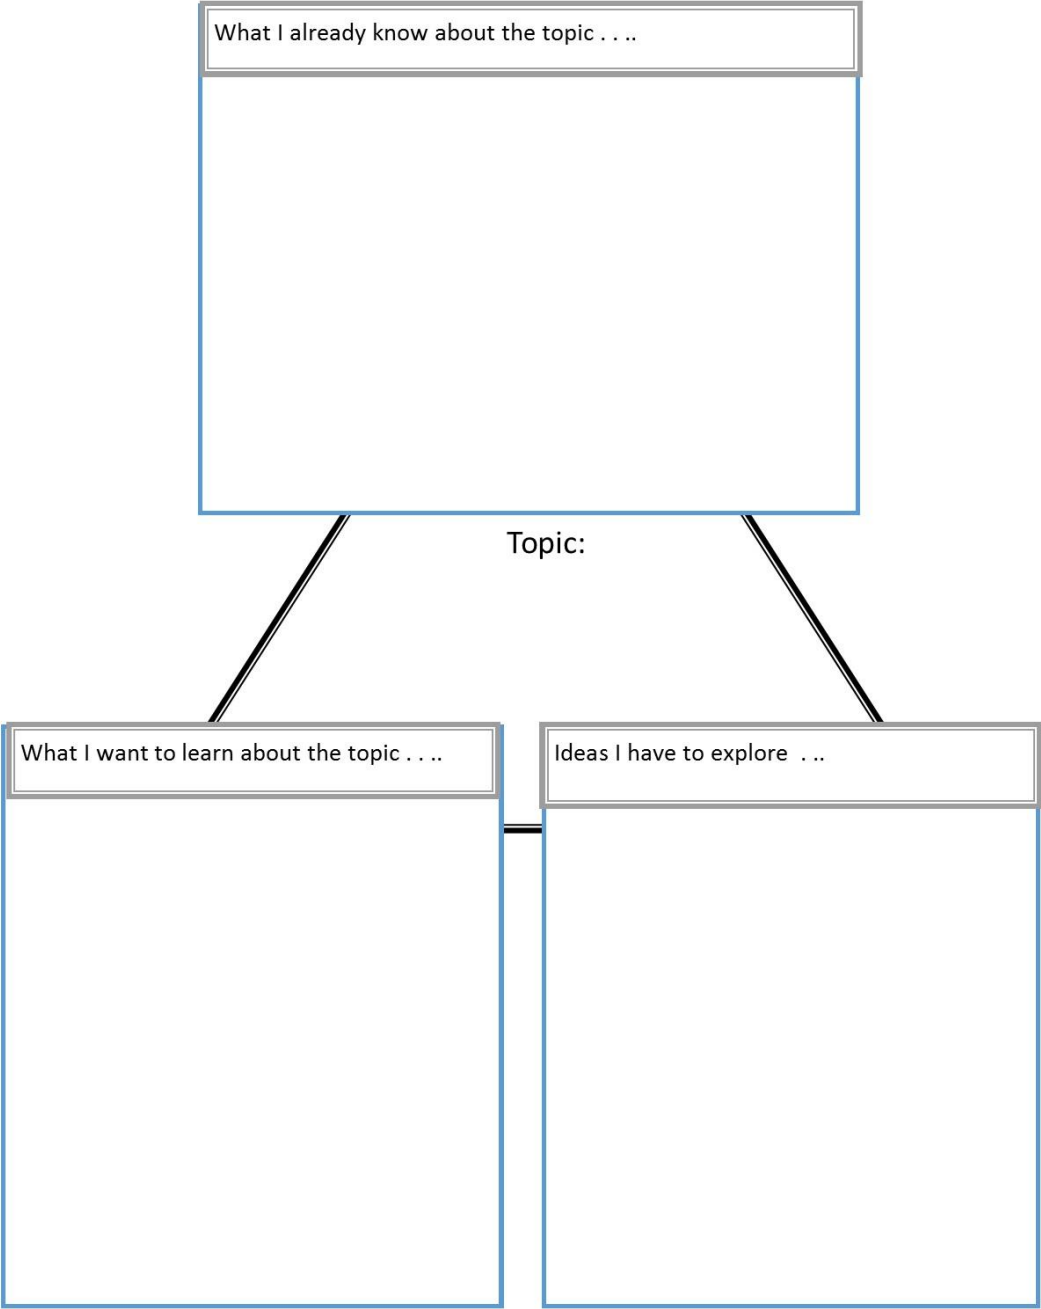 What I already know about the topic . . ..
Topic:
What I want to learn about the topic . . ..
Ideas I have to explore  . ..